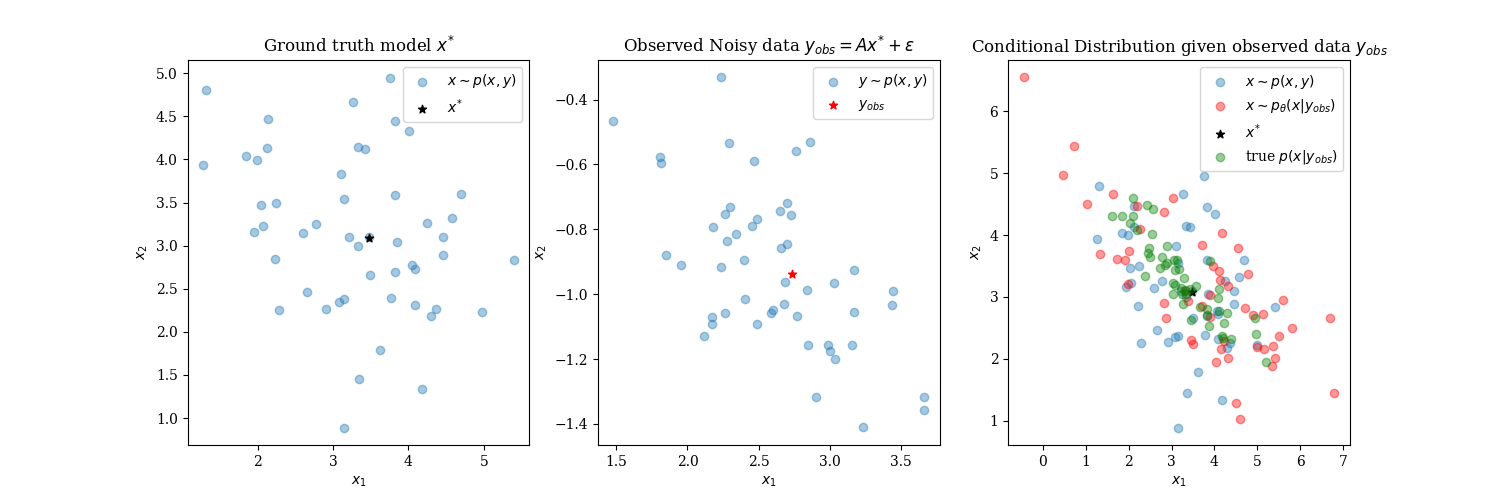 Ground truth model x*
5.0
4.5
4.0
3.5
3.0
2.5
2.0
1.5
1.0
x₂
2 3 4 5
x₁
x ~ p(x, y)
x*
Observed Noisy data y_obs = Ax* + ε
−0.4
−0.6
−0.8
−1.0
−1.2
−1.4
x₂
1.5 2.0 2.5 3.0 3.5
x₁
y ~ p(x, y)
y_obs
Conditional Distribution given observed data y_obs
6
5
4
3
2
1
x₂
0 1 2 3 4 5 6 7
x₁
x ~ p(x, y)
x ~ p_θ(x|y_obs)
x*
true p(x|y_obs)